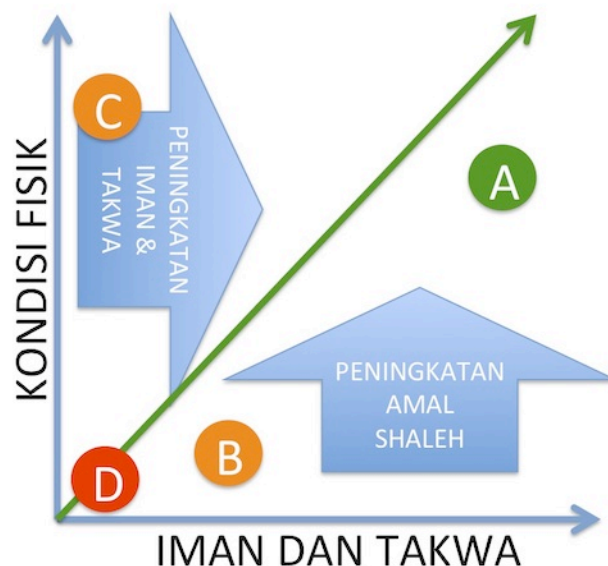 KONDISI FISIK
C
PENINGKATAN
IMAN &
TAKWA
A
PENINGKATAN
AMAL
SHALEH
B
D
IMAN DAN TAKWA